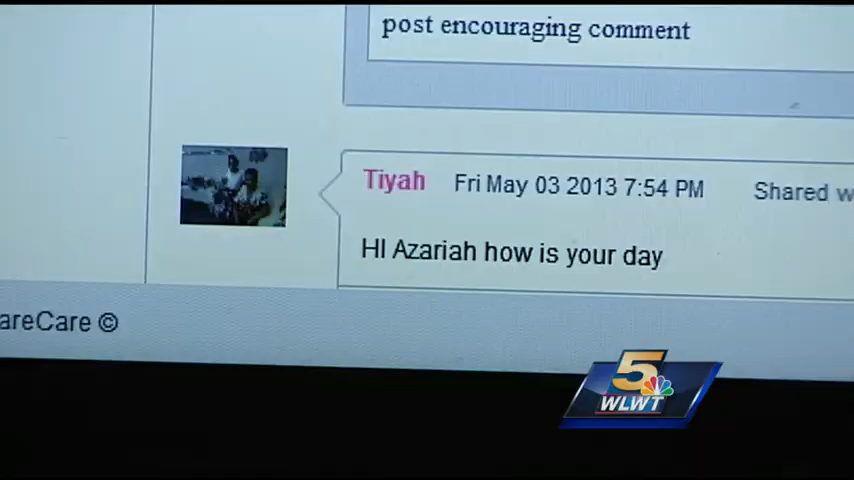 post encouraging comment
Tiyah Fri May 03 2013 7:54 PM Shared w
HI Azariah how is your day
areCare ©
5
WLWT